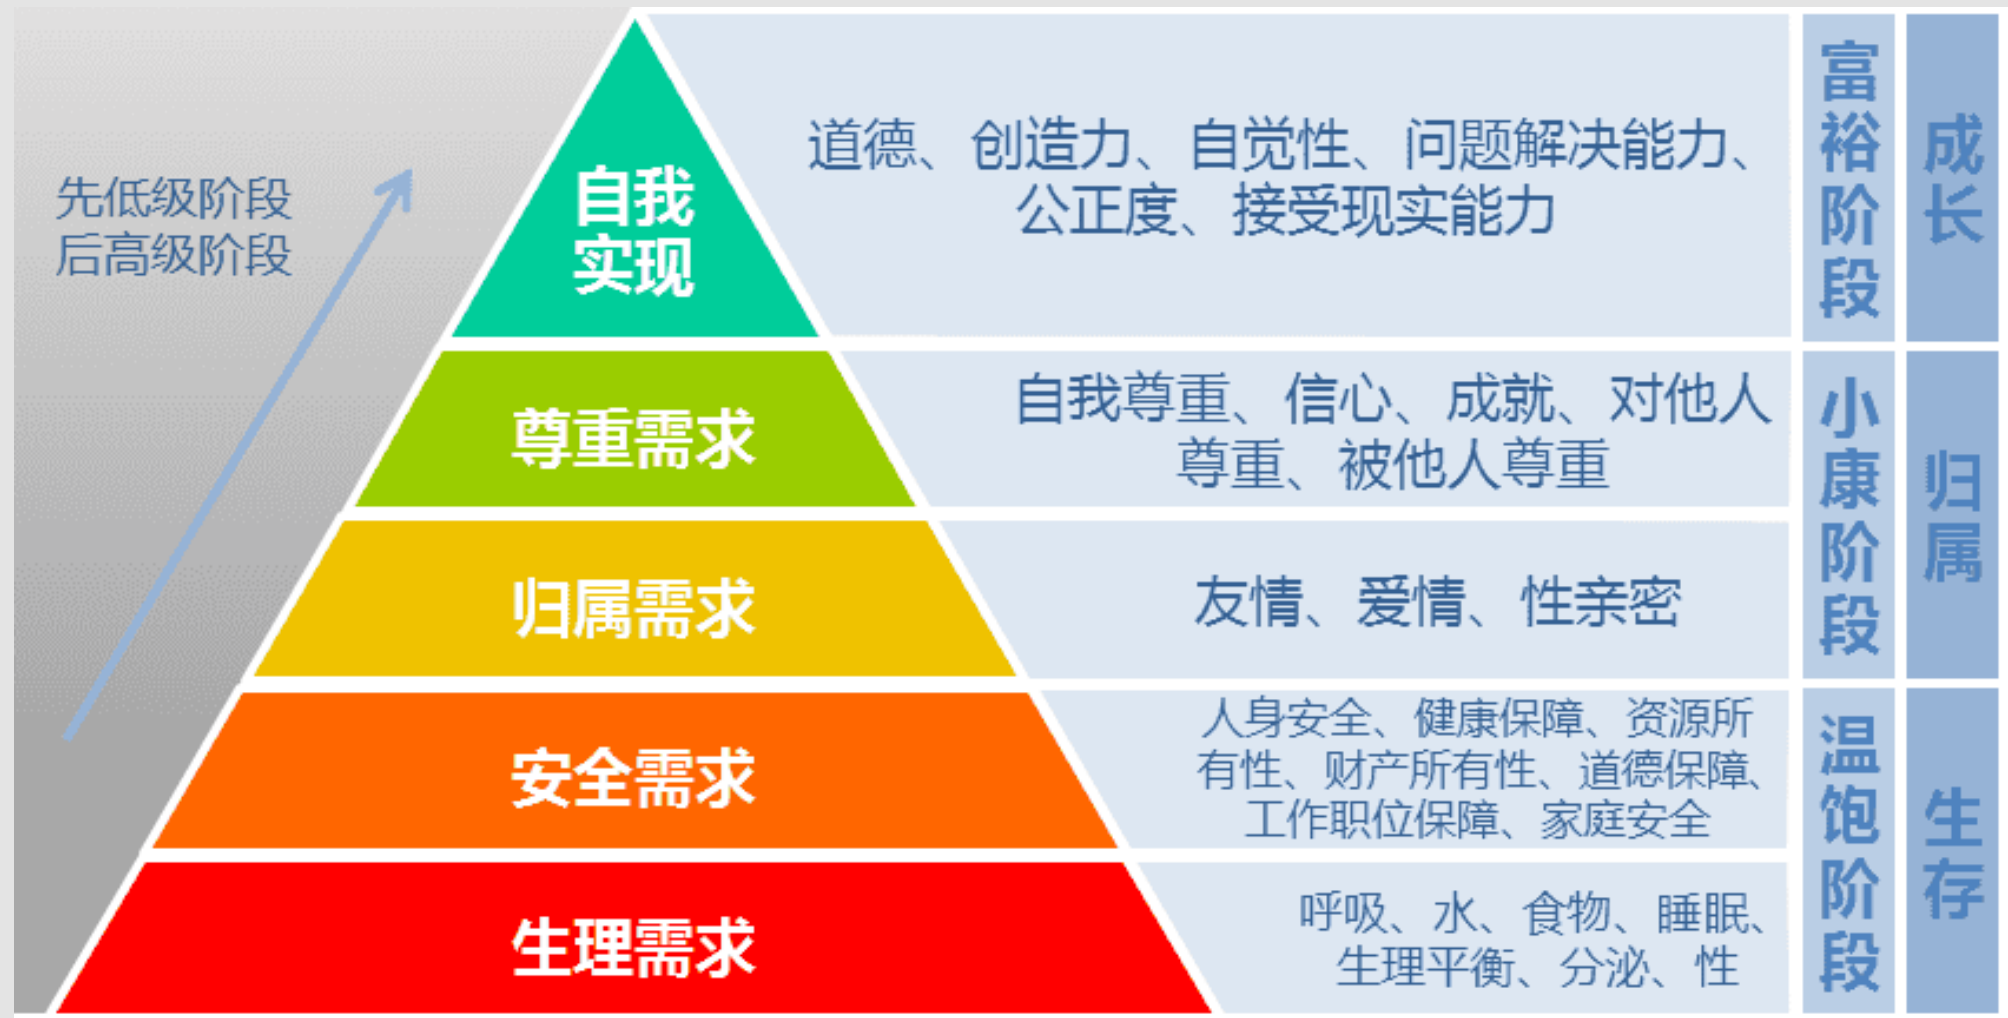 先低级阶段
后高级阶段
自我
实现
道德、创造力、自觉性、问题解决能力、
公正度、接受现实能力
富裕阶段
成长
尊重需求
自我尊重、信心、成就、对他人
尊重、被他人尊重
小康阶段
归属
归属需求
友情、爱情、性亲密
安全需求
人身安全、健康保障、资源所
有性、财产所有性、道德保障、
工作职位保障、家庭安全
温饱阶段
生存
生理需求
呼吸、水、食物、睡眠、
生理平衡、分泌、性